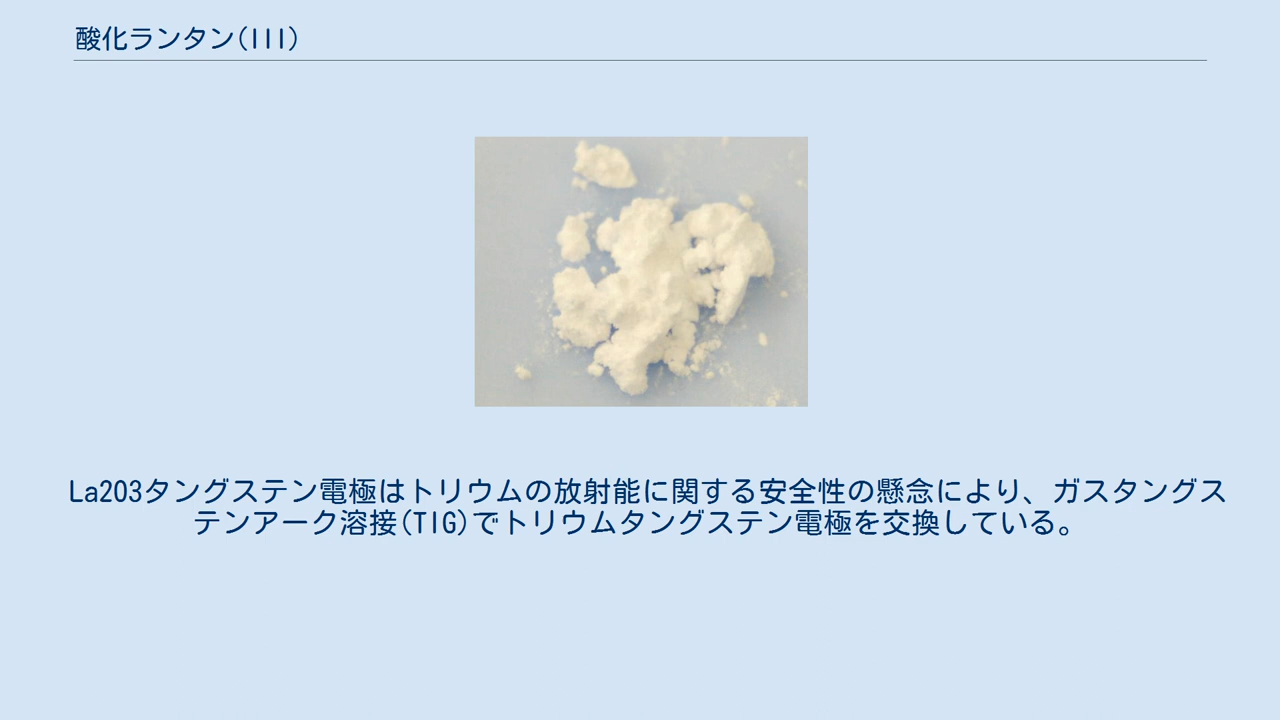 酸化ランタン(III)
La2O3タングステン電極はトリウムの放射能に関する安全性の懸念により、ガスタングス
テンアーク溶接(TIG)でトリウムタングステン電極を交換している。